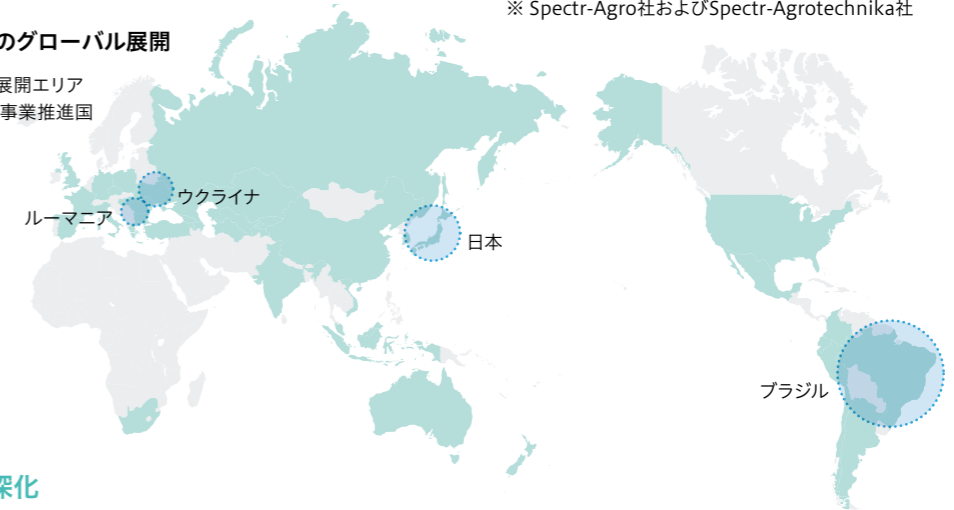 ※ Spectr-Agro社およびSpectr-Agrotechnika社
のグローバル展開
展開エリア
事業推進国
ウクライナ
ルーマニア
日本
ブラジル
深化